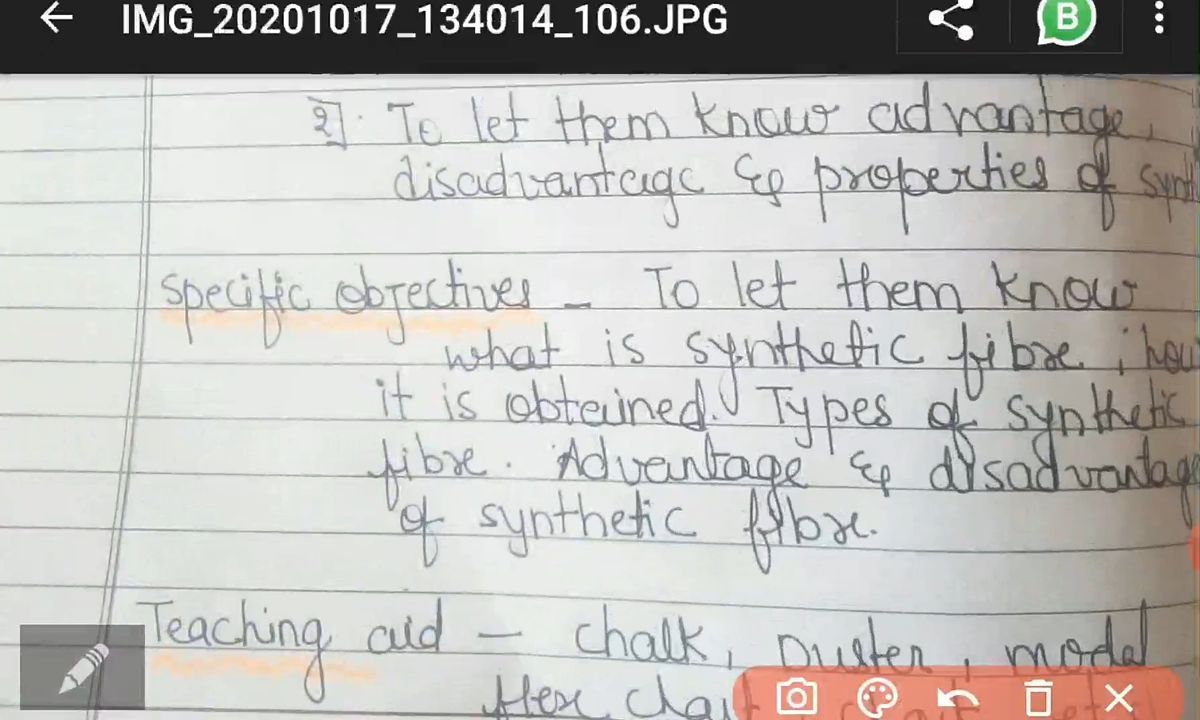 IMG_20201017_134014_106.JPG
B
2]. To let them know advantage,
disadvantage & properties of synt
Specific objectives - To let them know
what is synthetic fibre, how
it is obtained. Types of synthetic
fibre. Advantage & disadvantage
of synthetic fibre.
Teaching aid - Chalk, Duster, model
chart,